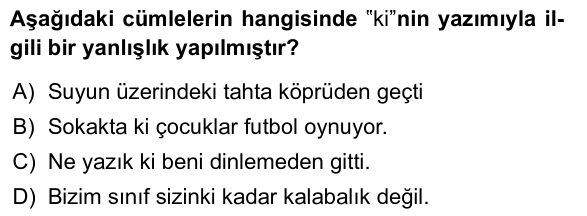 Aşağıdaki cümlelerin hangisinde "ki"nin yazımıyla il-
gili bir yanlışlık yapılmıştır?
A) Suyun üzerindeki tahta köprüden geçti
B) Sokakta ki çocuklar futbol oynuyor.
C) Ne yazık ki beni dinlemeden gitti.
D) Bizim sınıf sizinki kadar kalabalık değil.